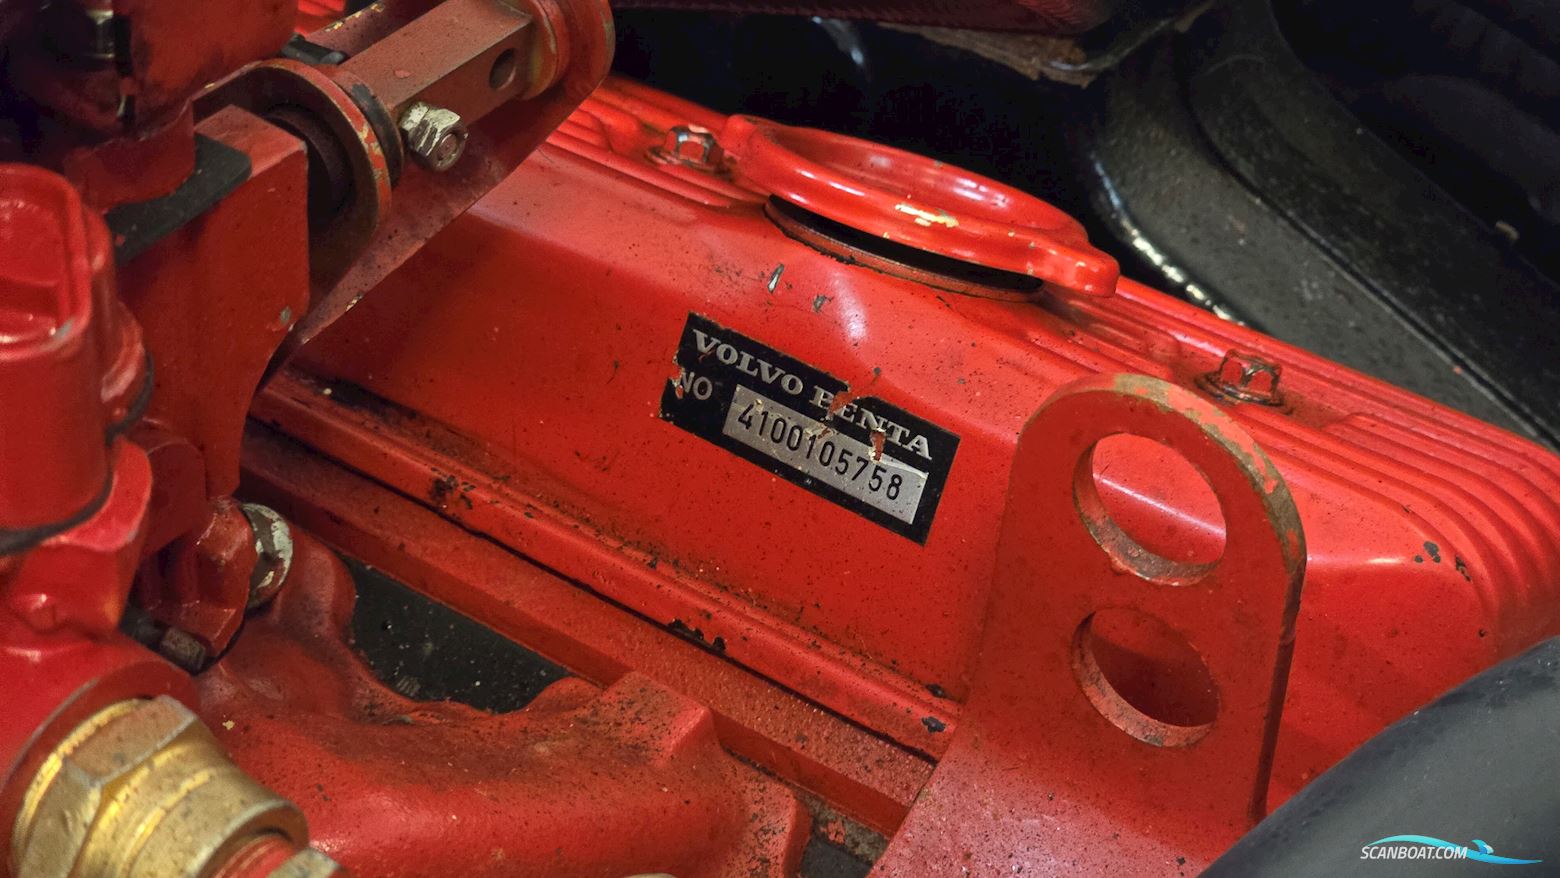 VOLVO PENTA
NO 4100105758
SCANBOAT.COM